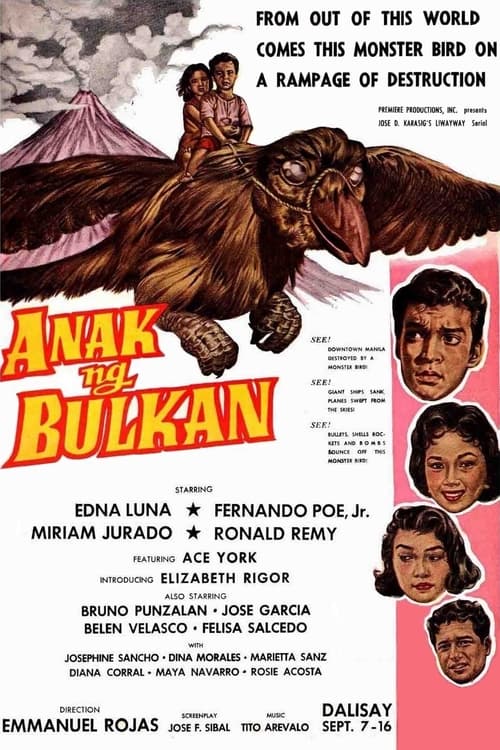 FROM OUT OF THIS WORLD
COMES THIS MONSTER BIRD ON
A RAMPAGE OF DESTRUCTION
PREMIERE PRODUCTIONS, INC. presents
JOSE D. KARASIG'S LIWAYWAY Serial
ANAK
ng
BULKAN
SEE!
DOWNTOWN MANILA
DESTROYED BY A
MONSTER BIRD!
SEE!
GIANT SHIPS SANK,
PLANES SWEPT FROM
THE SKIES!
SEE!
BULLETS, SHELLS ROC-
KETS AND BOMBS
BOUNCE OFF THIS
MONSTER BIRD!
STARRING
EDNA LUNA ★ FERNANDO POE, Jr.
MIRIAM JURADO ★ RONALD REMY
FEATURING ACE YORK
INTRODUCING ELIZABETH RIGOR
ALSO STARRING
BRUNO PUNZALAN · JOSE GARCIA
BELEN VELASCO · FELISA SALCEDO
WITH
JOSEPHINE SANCHO · DINA MORALES · MARIETTA SANZ
DIANA CORRAL · MAYA NAVARRO · ROSIE ACOSTA
DIRECTION
EMMANUEL ROJAS
SCREENPLAY
JOSE F. SIBAL
MUSIC
TITO AREVALO
DALISAY
SEPT. 7-16